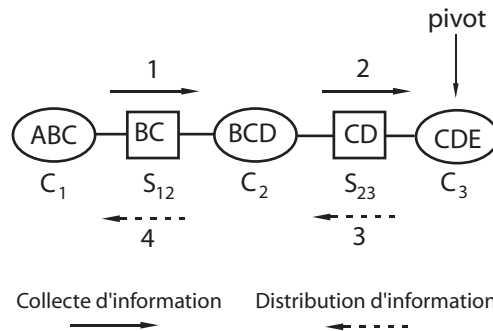 pivot
1 2
ABC BC BCD CD CDE
C1 S12 C2 S23 C3
4 3
Collecte d'information Distribution d'information